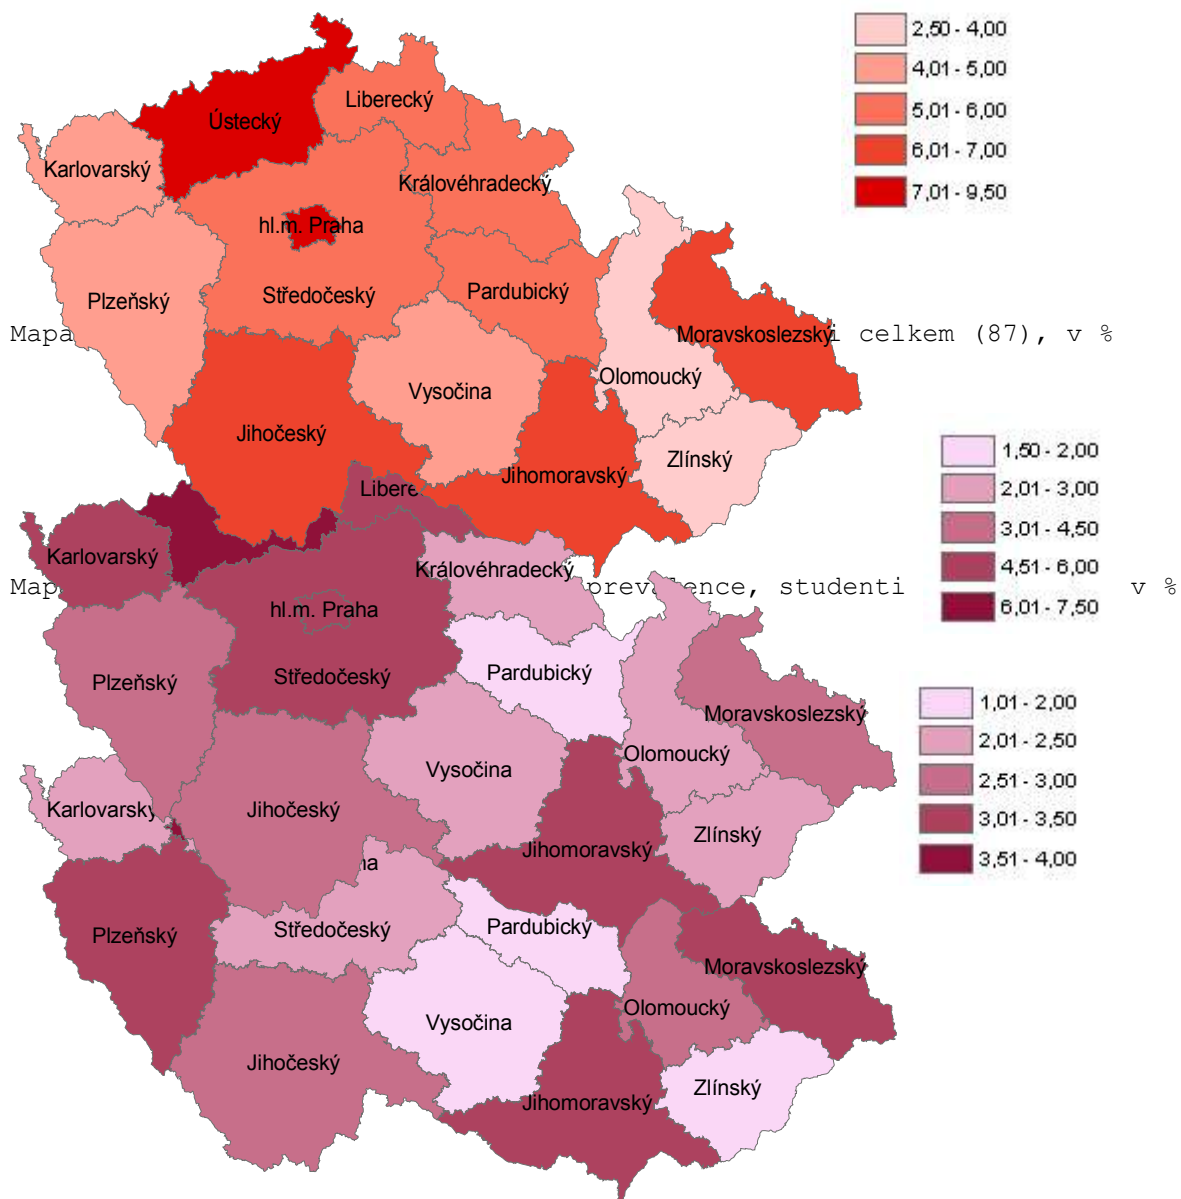 2,50 - 4,00
4,01 - 5,00
5,01 - 6,00
6,01 - 7,00
7,01 - 9,50
Liberecký
Ústecký
Karlovarský
Královéhradecký
hl.m. Praha
Plzeňský
Středočeský
Pardubický
Moravskoslezský
Mapa i celkem (87), v %
Olomoucký
Vysočina
Jihočeský
Zlínský
Jihomoravský
1,50 - 2,00
2,01 - 3,00
3,01 - 4,50
4,51 - 6,00
6,01 - 7,50
Libere
Karlovarský
Královéhradecký
Map prevalence, studenti v %
hl.m. Praha
Pardubický
Středočeský
Plzeňský
Moravskoslezský
Olomoucký
Vysočina
Jihočeský
Zlínský
Jihomoravský
1,01 - 2,00
2,01 - 2,50
2,51 - 3,00
3,01 - 3,50
3,51 - 4,00
Karlovarský
na
Pardubický
Středočeský
Plzeňský
Moravskoslezský
Olomoucký
Vysočina
Jihočeský
Zlínský
Jihomoravský